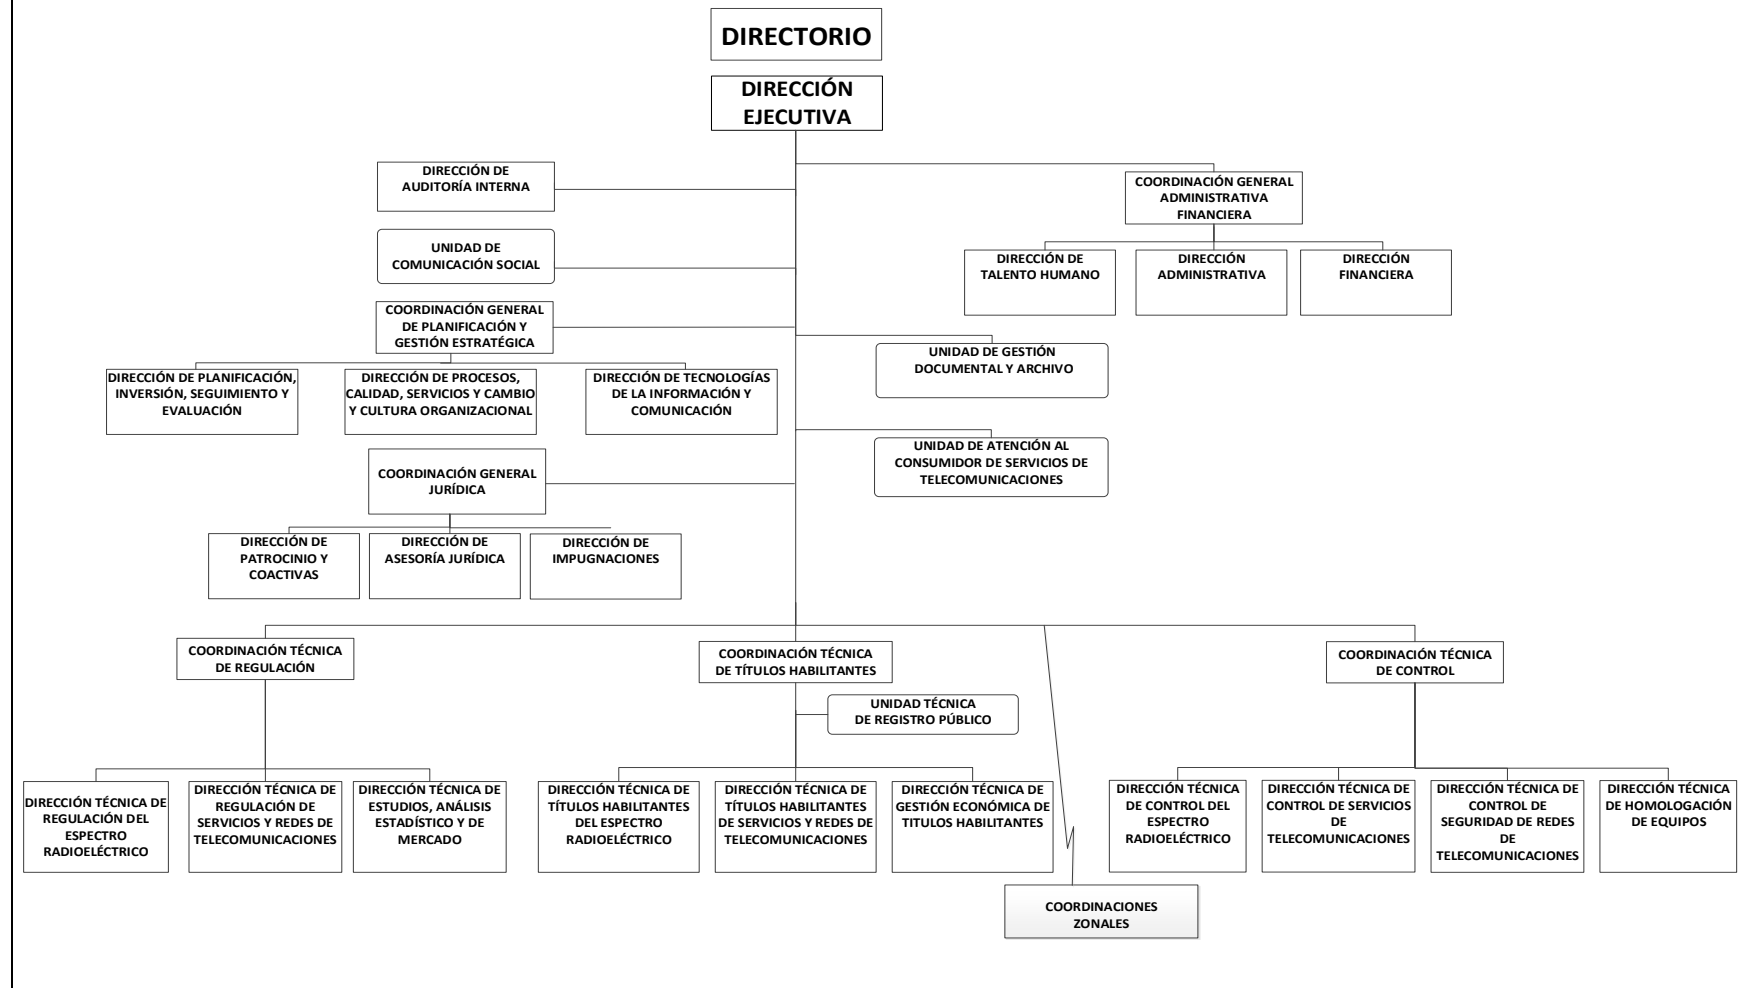 DIRECTORIO
DIRECCIÓN
EJECUTIVA
DIRECCIÓN DE
AUDITORÍA INTERNA
COORDINACIÓN GENERAL
ADMINISTRATIVA
FINANCIERA
UNIDAD DE
COMUNICACIÓN SOCIAL
DIRECCIÓN DE
TALENTO HUMANO
DIRECCIÓN
ADMINISTRATIVA
DIRECCIÓN
FINANCIERA
COORDINACIÓN GENERAL
DE PLANIFICACIÓN Y
GESTIÓN ESTRATÉGICA
UNIDAD DE GESTIÓN
DOCUMENTAL Y ARCHIVO
DIRECCIÓN DE PLANIFICACIÓN,
INVERSIÓN, SEGUIMIENTO Y
EVALUACIÓN
DIRECCIÓN DE PROCESOS,
CALIDAD, SERVICIOS Y CAMBIO
Y CULTURA ORGANIZACIONAL
DIRECCIÓN DE TECNOLOGÍAS
DE LA INFORMACIÓN Y
COMUNICACIÓN
UNIDAD DE ATENCIÓN AL
CONSUMIDOR DE SERVICIOS DE
TELECOMUNICACIONES
COORDINACIÓN GENERAL
JURÍDICA
DIRECCIÓN DE
PATROCINIO Y
COACTIVAS
DIRECCIÓN DE
ASESORÍA JURÍDICA
DIRECCIÓN DE
IMPUGNACIONES
COORDINACIÓN TÉCNICA
DE REGULACIÓN
COORDINACIÓN TÉCNICA
DE TÍTULOS HABILITANTES
COORDINACIÓN TÉCNICA
DE CONTROL
UNIDAD TÉCNICA
DE REGISTRO PÚBLICO
DIRECCIÓN TÉCNICA DE
REGULACIÓN DEL
ESPECTRO
RADIOELÉCTRICO
DIRECCIÓN TÉCNICA DE
REGULACIÓN DE
SERVICIOS Y REDES DE
TELECOMUNICACIONES
DIRECCIÓN TÉCNICA DE
ESTUDIOS, ANÁLISIS
ESTADÍSTICO Y DE
MERCADO
DIRECCIÓN TÉCNICA DE
TÍTULOS HABILITANTES
DEL ESPECTRO
RADIOELÉCTRICO
DIRECCIÓN TÉCNICA DE
TÍTULOS HABILITANTES
DE SERVICIOS Y REDES DE
TELECOMUNICACIONES
DIRECCIÓN TÉCNICA DE
GESTIÓN ECONÓMICA DE
TITULOS HABILITANTES
DIRECCIÓN TÉCNICA
DE CONTROL DEL
ESPECTRO
RADIOELÉCTRICO
DIRECCIÓN TÉCNICA DE
CONTROL DE SERVICIOS
DE
TELECOMUNICACIONES
DIRECCIÓN TÉCNICA DE
CONTROL DE
SEGURIDAD DE REDES
DE
TELECOMUNICACIONES
DIRECCIÓN TÉCNICA
DE HOMOLOGACIÓN
DE EQUIPOS
COORDINACIONES
ZONALES